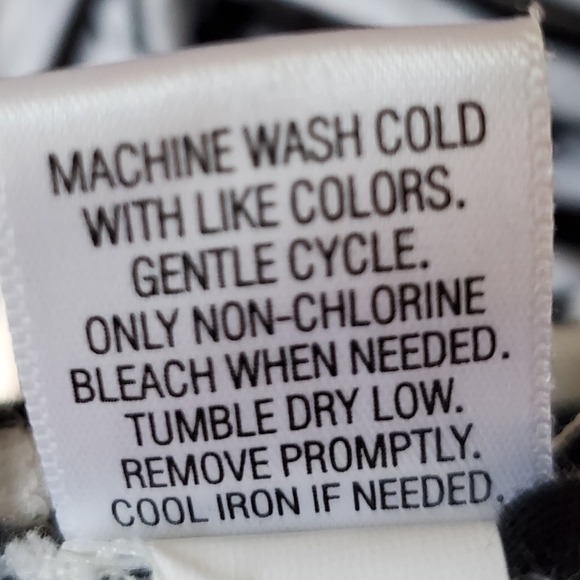 MACHINE WASH COLD
WITH LIKE COLORS.
GENTLE CYCLE.
ONLY NON-CHLORINE
BLEACH WHEN NEEDED.
TUMBLE DRY LOW.
REMOVE PROMPTLY.
COOL IRON IF NEEDED.